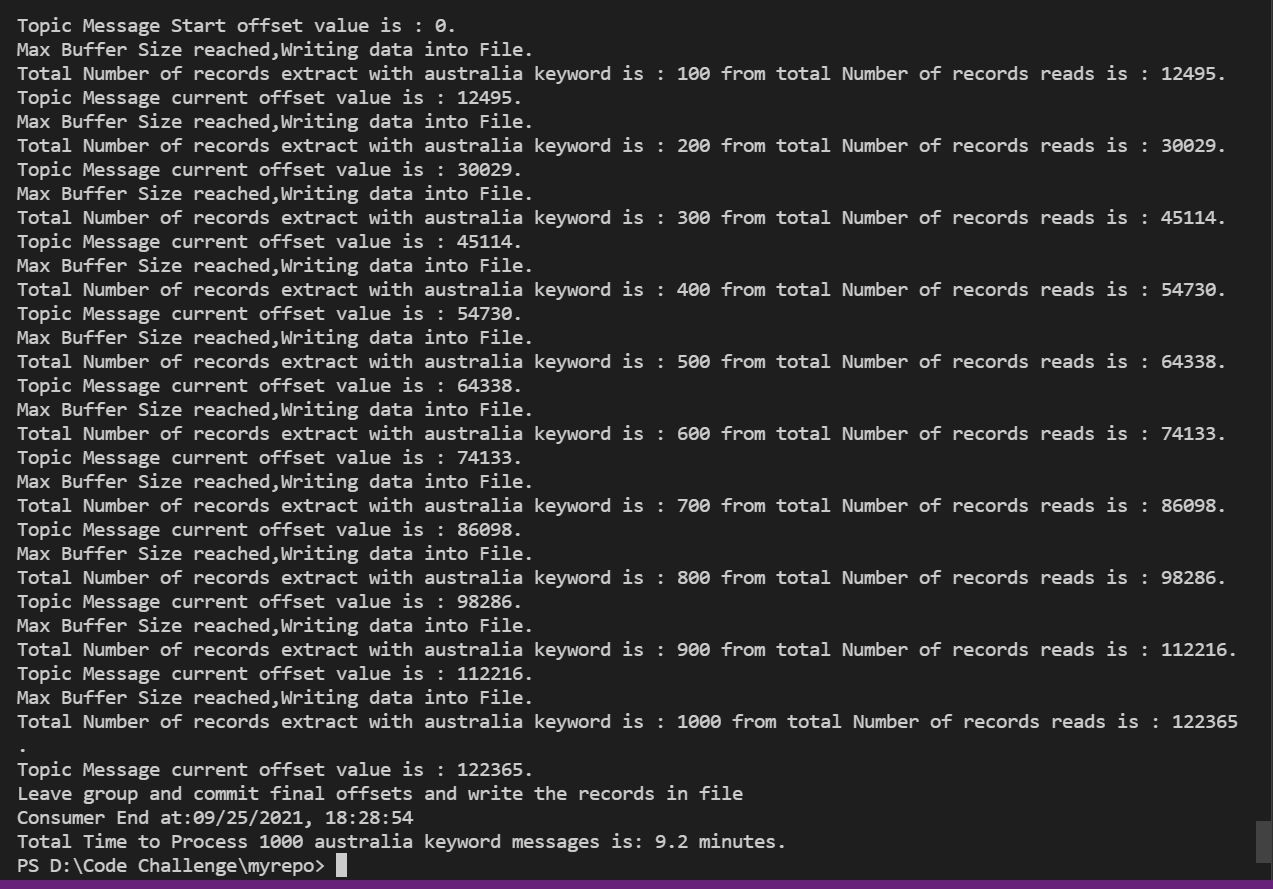 Topic Message Start offset value is : 0.
Max Buffer Size reached,Writing data into File.
Total Number of records extract with australia keyword is : 100 from total Number of records reads is : 12495.
Topic Message current offset value is : 12495.
Max Buffer Size reached,Writing data into File.
Total Number of records extract with australia keyword is : 200 from total Number of records reads is : 30029.
Topic Message current offset value is : 30029.
Max Buffer Size reached,Writing data into File.
Total Number of records extract with australia keyword is : 300 from total Number of records reads is : 45114.
Topic Message current offset value is : 45114.
Max Buffer Size reached,Writing data into File.
Total Number of records extract with australia keyword is : 400 from total Number of records reads is : 54730.
Topic Message current offset value is : 54730.
Max Buffer Size reached,Writing data into File.
Total Number of records extract with australia keyword is : 500 from total Number of records reads is : 64338.
Topic Message current offset value is : 64338.
Max Buffer Size reached,Writing data into File.
Total Number of records extract with australia keyword is : 600 from total Number of records reads is : 74133.
Topic Message current offset value is : 74133.
Max Buffer Size reached,Writing data into File.
Total Number of records extract with australia keyword is : 700 from total Number of records reads is : 86098.
Topic Message current offset value is : 86098.
Max Buffer Size reached,Writing data into File.
Total Number of records extract with australia keyword is : 800 from total Number of records reads is : 98286.
Topic Message current offset value is : 98286.
Max Buffer Size reached,Writing data into File.
Total Number of records extract with australia keyword is : 900 from total Number of records reads is : 112216.
Topic Message current offset value is : 112216.
Max Buffer Size reached,Writing data into File.
Total Number of records extract with australia keyword is : 1000 from total Number of records reads is : 122365
.
Topic Message current offset value is : 122365.
Leave group and commit final offsets and write the records in file
Consumer End at:09/25/2021, 18:28:54
Total Time to Process 1000 australia keyword messages is: 9.2 minutes.
PS D:\Code Challenge\myrepo>